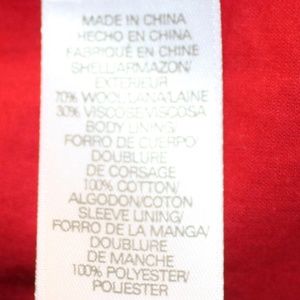 MADE IN CHINA
HECHO EN CHINA
FABRIQUÉ EN CHINE
SHELL/ARMAZON/
EXTERIEUR
70% WOOL/LANA/LAINE
30% VISCOSE/VISCOSA
BODY LINING/
FORRO DE CUERPO/
DOUBLURE
DE CORSAGE
100% COTTON/
ALGODON/COTON
SLEEVE LINING/
FORRO DE LA MANGA/
DOUBLURE
DE MANCHE
100% POLYESTER/
POLIESTER